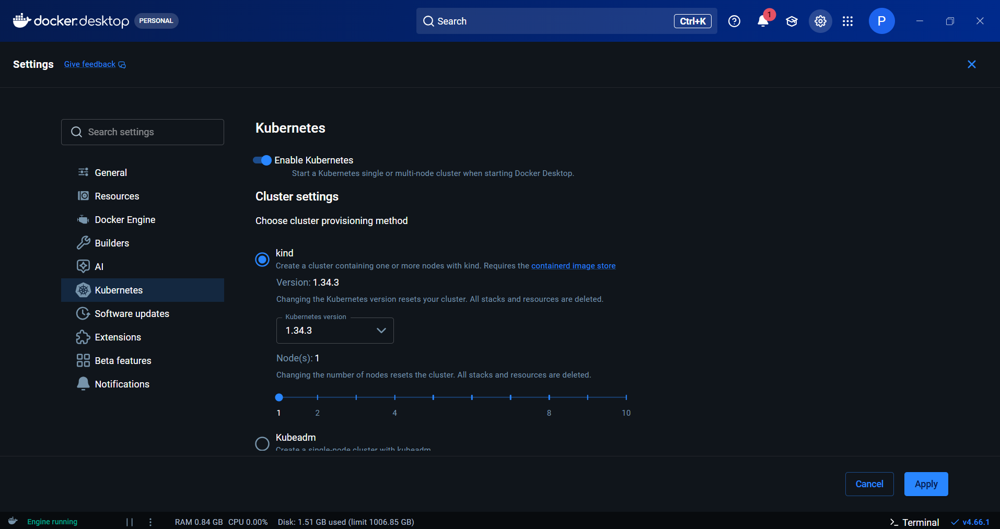 docker.desktop PERSONAL
Search Ctrl+K
1
P
Settings Give feedback
Search settings
General
Resources
Docker Engine
Builders
AI
Kubernetes
Software updates
Extensions
Beta features
Notifications
Kubernetes
Enable Kubernetes
Start a Kubernetes single or multi-node cluster when starting Docker Desktop.
Cluster settings
Choose cluster provisioning method
kind
Create a cluster containing one or more nodes with kind. Requires the containerd image store
Version: 1.34.3
Changing the Kubernetes version resets your cluster. All stacks and resources are deleted.
Kubernetes version
1.34.3
Node(s): 1
Changing the number of nodes resets the cluster. All stacks and resources are deleted.
1 2 4 8 10
Kubeadm
Create a single-node cluster with kubeadm
Cancel Apply
Engine running RAM 0.84 GB CPU 0.00% Disk: 1.51 GB used (limit 1006.85 GB) Terminal v4.66.1